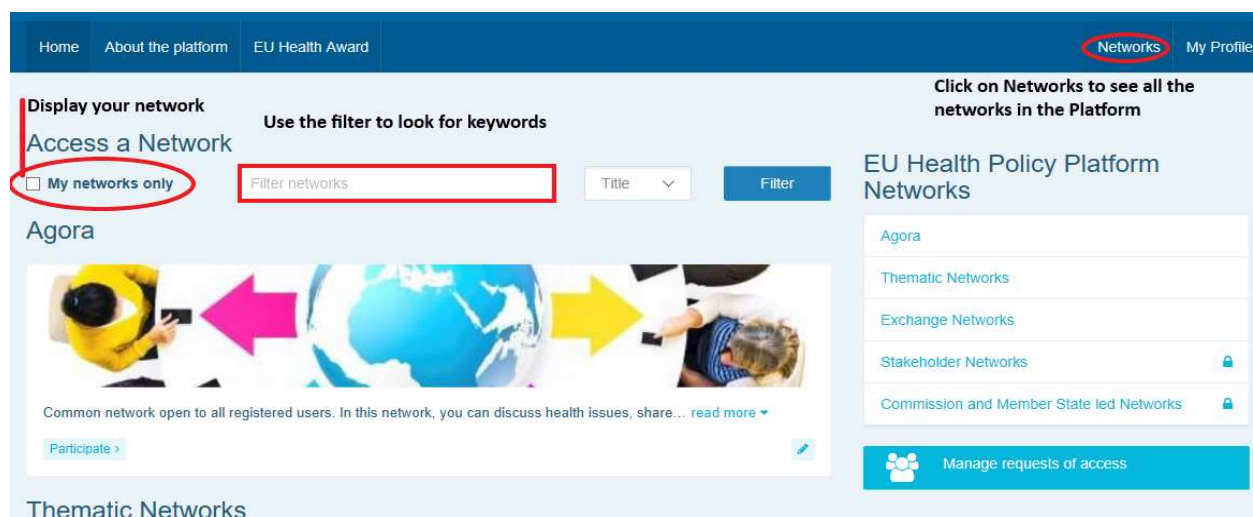 Home About the platform EU Health Award Networks My Profile
Display your network
Use the filter to look for keywords
Click on Networks to see all the
networks in the Platform
Access a Network
My networks only
Filter networks
Title
Filter
Agora
Common network open to all registered users. In this network, you can discuss health issues, share... read more
Participate >
Thematic Networks
EU Health Policy Platform
Networks
Agora
Thematic Networks
Exchange Networks
Stakeholder Networks
Commission and Member State led Networks
Manage requests of access